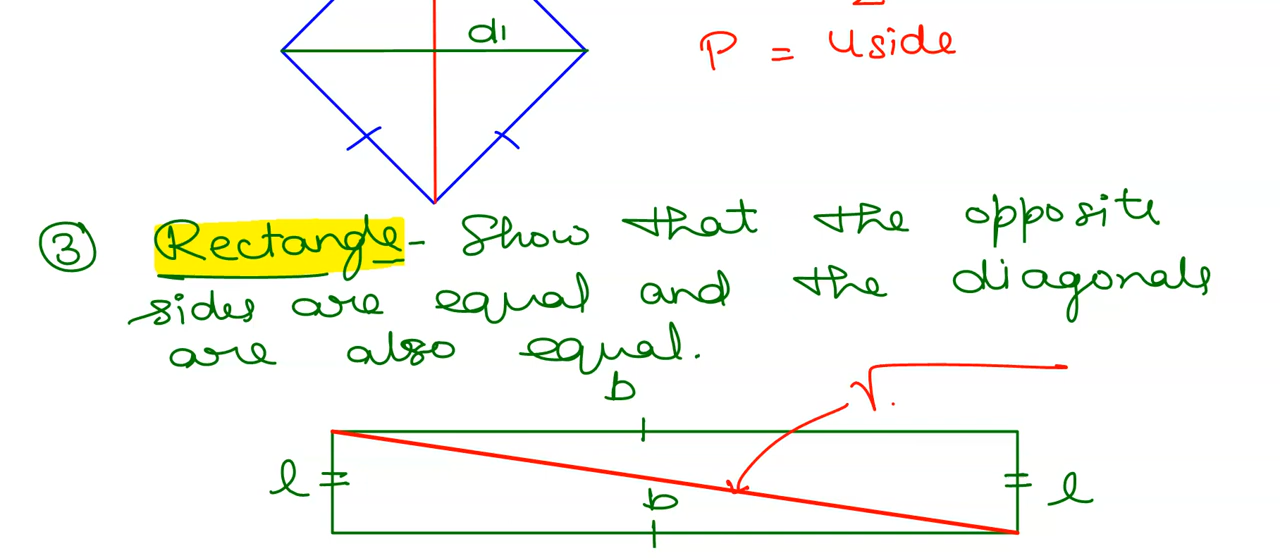 d1
P = 4side
③ Rectangle - Show that the opposite
sides are equal and the diagonals
are also equal.
b
√
l
b
l